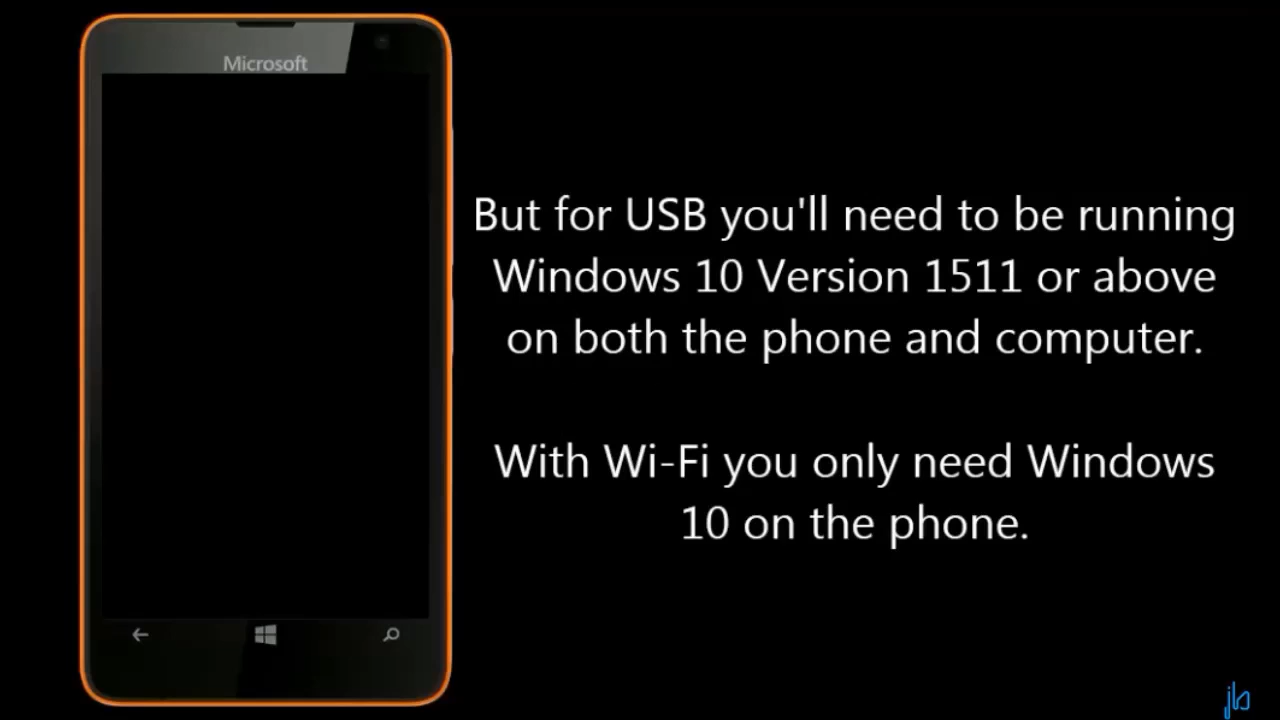 Microsoft
But for USB you'll need to be running
Windows 10 Version 1511 or above
on both the phone and computer.
With Wi-Fi you only need Windows
10 on the phone.
jb